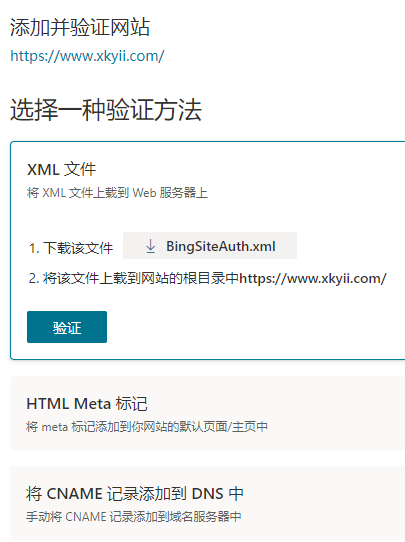 添加并验证网站
https://www.xkyii.com/
选择一种验证方法
XML 文件
将 XML 文件上载到 Web 服务器上
1. 下载该文件 BingSiteAuth.xml
2. 将该文件上载到网站的根目录中https://www.xkyii.com/
验证
HTML Meta 标记
将 meta 标记添加到你网站的默认页面/主页中
将 CNAME 记录添加到 DNS 中
手动将 CNAME 记录添加到域名服务器中